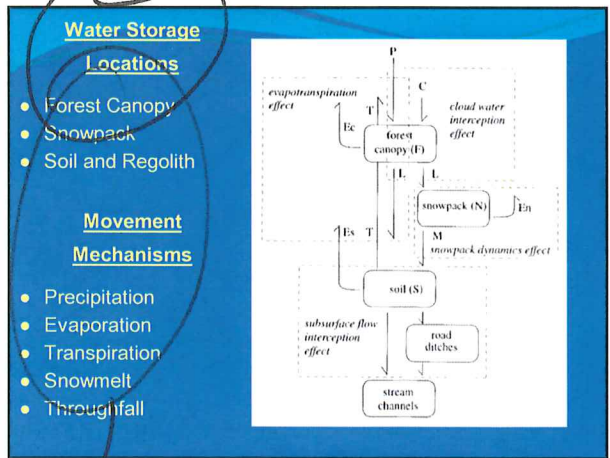 Water Storage
Locations
● Forest Canopy
● Snowpack
● Soil and Regolith
Movement
Mechanisms
● Precipitation
● Evaporation
● Transpiration
● Snowmelt
● Throughfall
P
evapotranspiration
effect
C
T
cloud water
interception
effect
Ec
forest
canopy (F)
L
L
snowpack (N)
En
Es
T
M
snowpack dynamics effect
soil (S)
subsurface flow
interception
effect
road
ditches
stream
channels